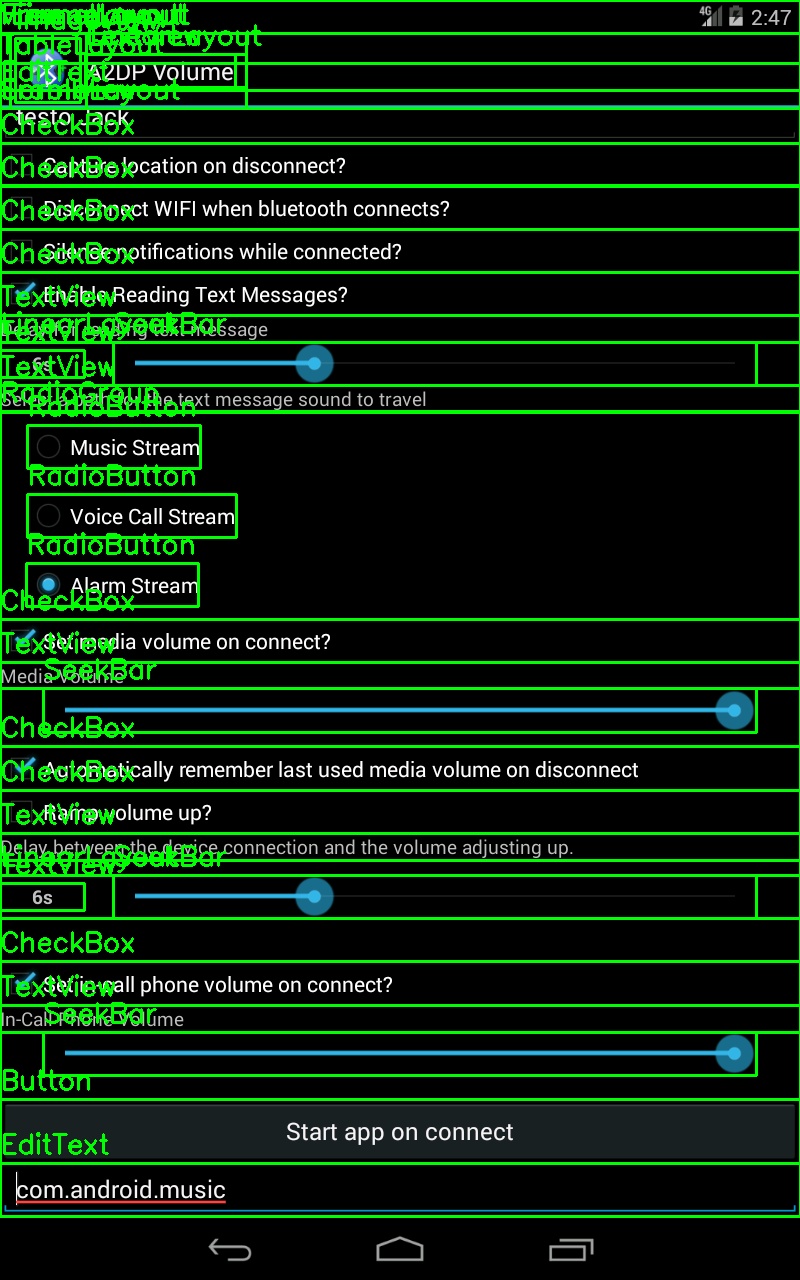 4G 2:47
FrameLayout
ImageView
LinearLayout
TableLayout
TextView
A2DP Volume
EditText
testo Jack
CheckBox
CheckBox
Capture location on disconnect?
CheckBox
Disconnect WIFI when bluetooth connects?
CheckBox
Silence notifications while connected?
TextView
Enable Reading Text Messages?
LinearLayout SeekBar
TextView
Delay for reading text message
TextView
6s
RadioGroup
Select a path for the text message sound to travel
RadioButton
Music Stream
RadioButton
Voice Call Stream
RadioButton
Alarm Stream
CheckBox
TextView
Set media volume on connect?
SeekBar
Media Volume
CheckBox
CheckBox
Automatically remember last used media volume on disconnect
TextView
Ramp volume up?
Delay between the device connection and the volume adjusting up.
LinearLayout SeekBar
TextView
6s
CheckBox
TextView
Set in-call phone volume on connect?
SeekBar
In-Call Phone Volume
Button
Start app on connect
EditText
com.android.music